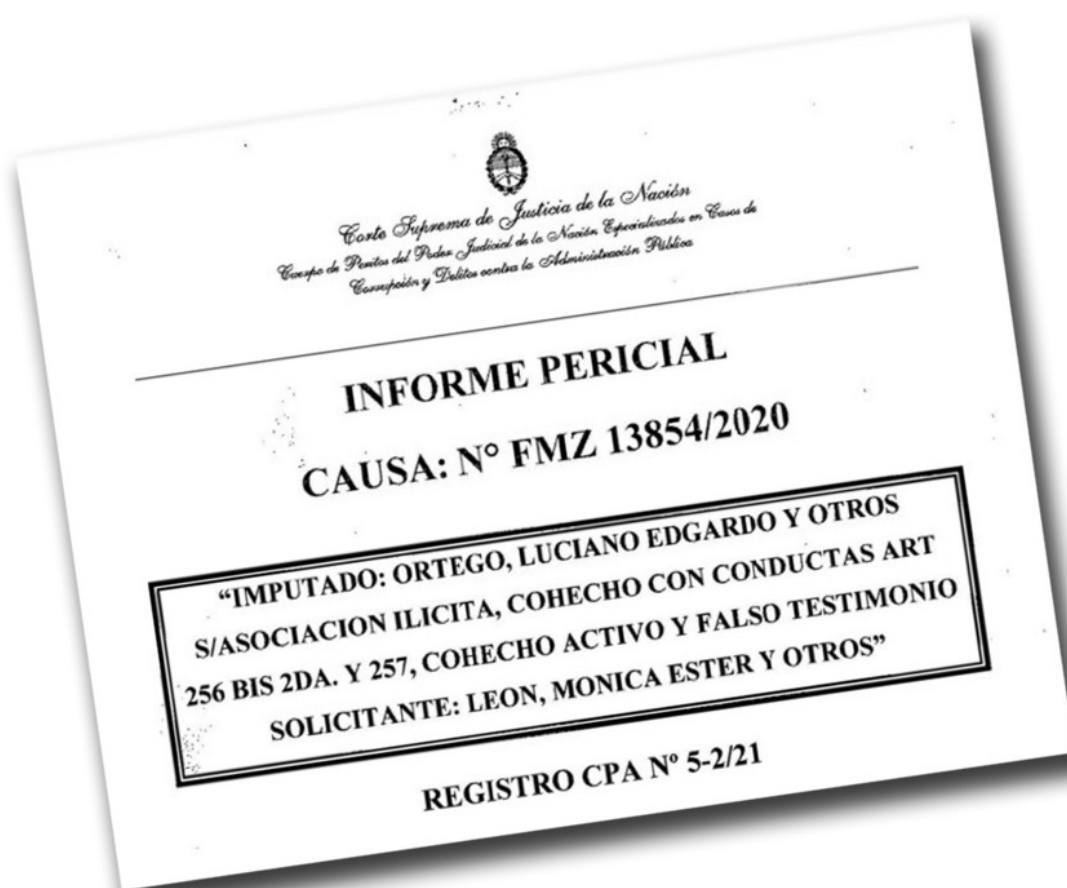 Corte Suprema de Justicia de la Nación
Cuerpo de Peritos del Poder Judicial de la Nación Especializados en Casos de
Corrupción y Delitos contra la Administración Pública
INFORME PERICIAL
CAUSA: N° FMZ 13854/2020
“IMPUTADO: ORTEGO, LUCIANO EDGARDO Y OTROS
S/ASOCIACION ILICITA, COHECHO CON CONDUCTAS ART
256 BIS 2DA. Y 257, COHECHO ACTIVO Y FALSO TESTIMONIO
SOLICITANTE: LEON, MONICA ESTER Y OTROS”
REGISTRO CPA Nº 5-2/21